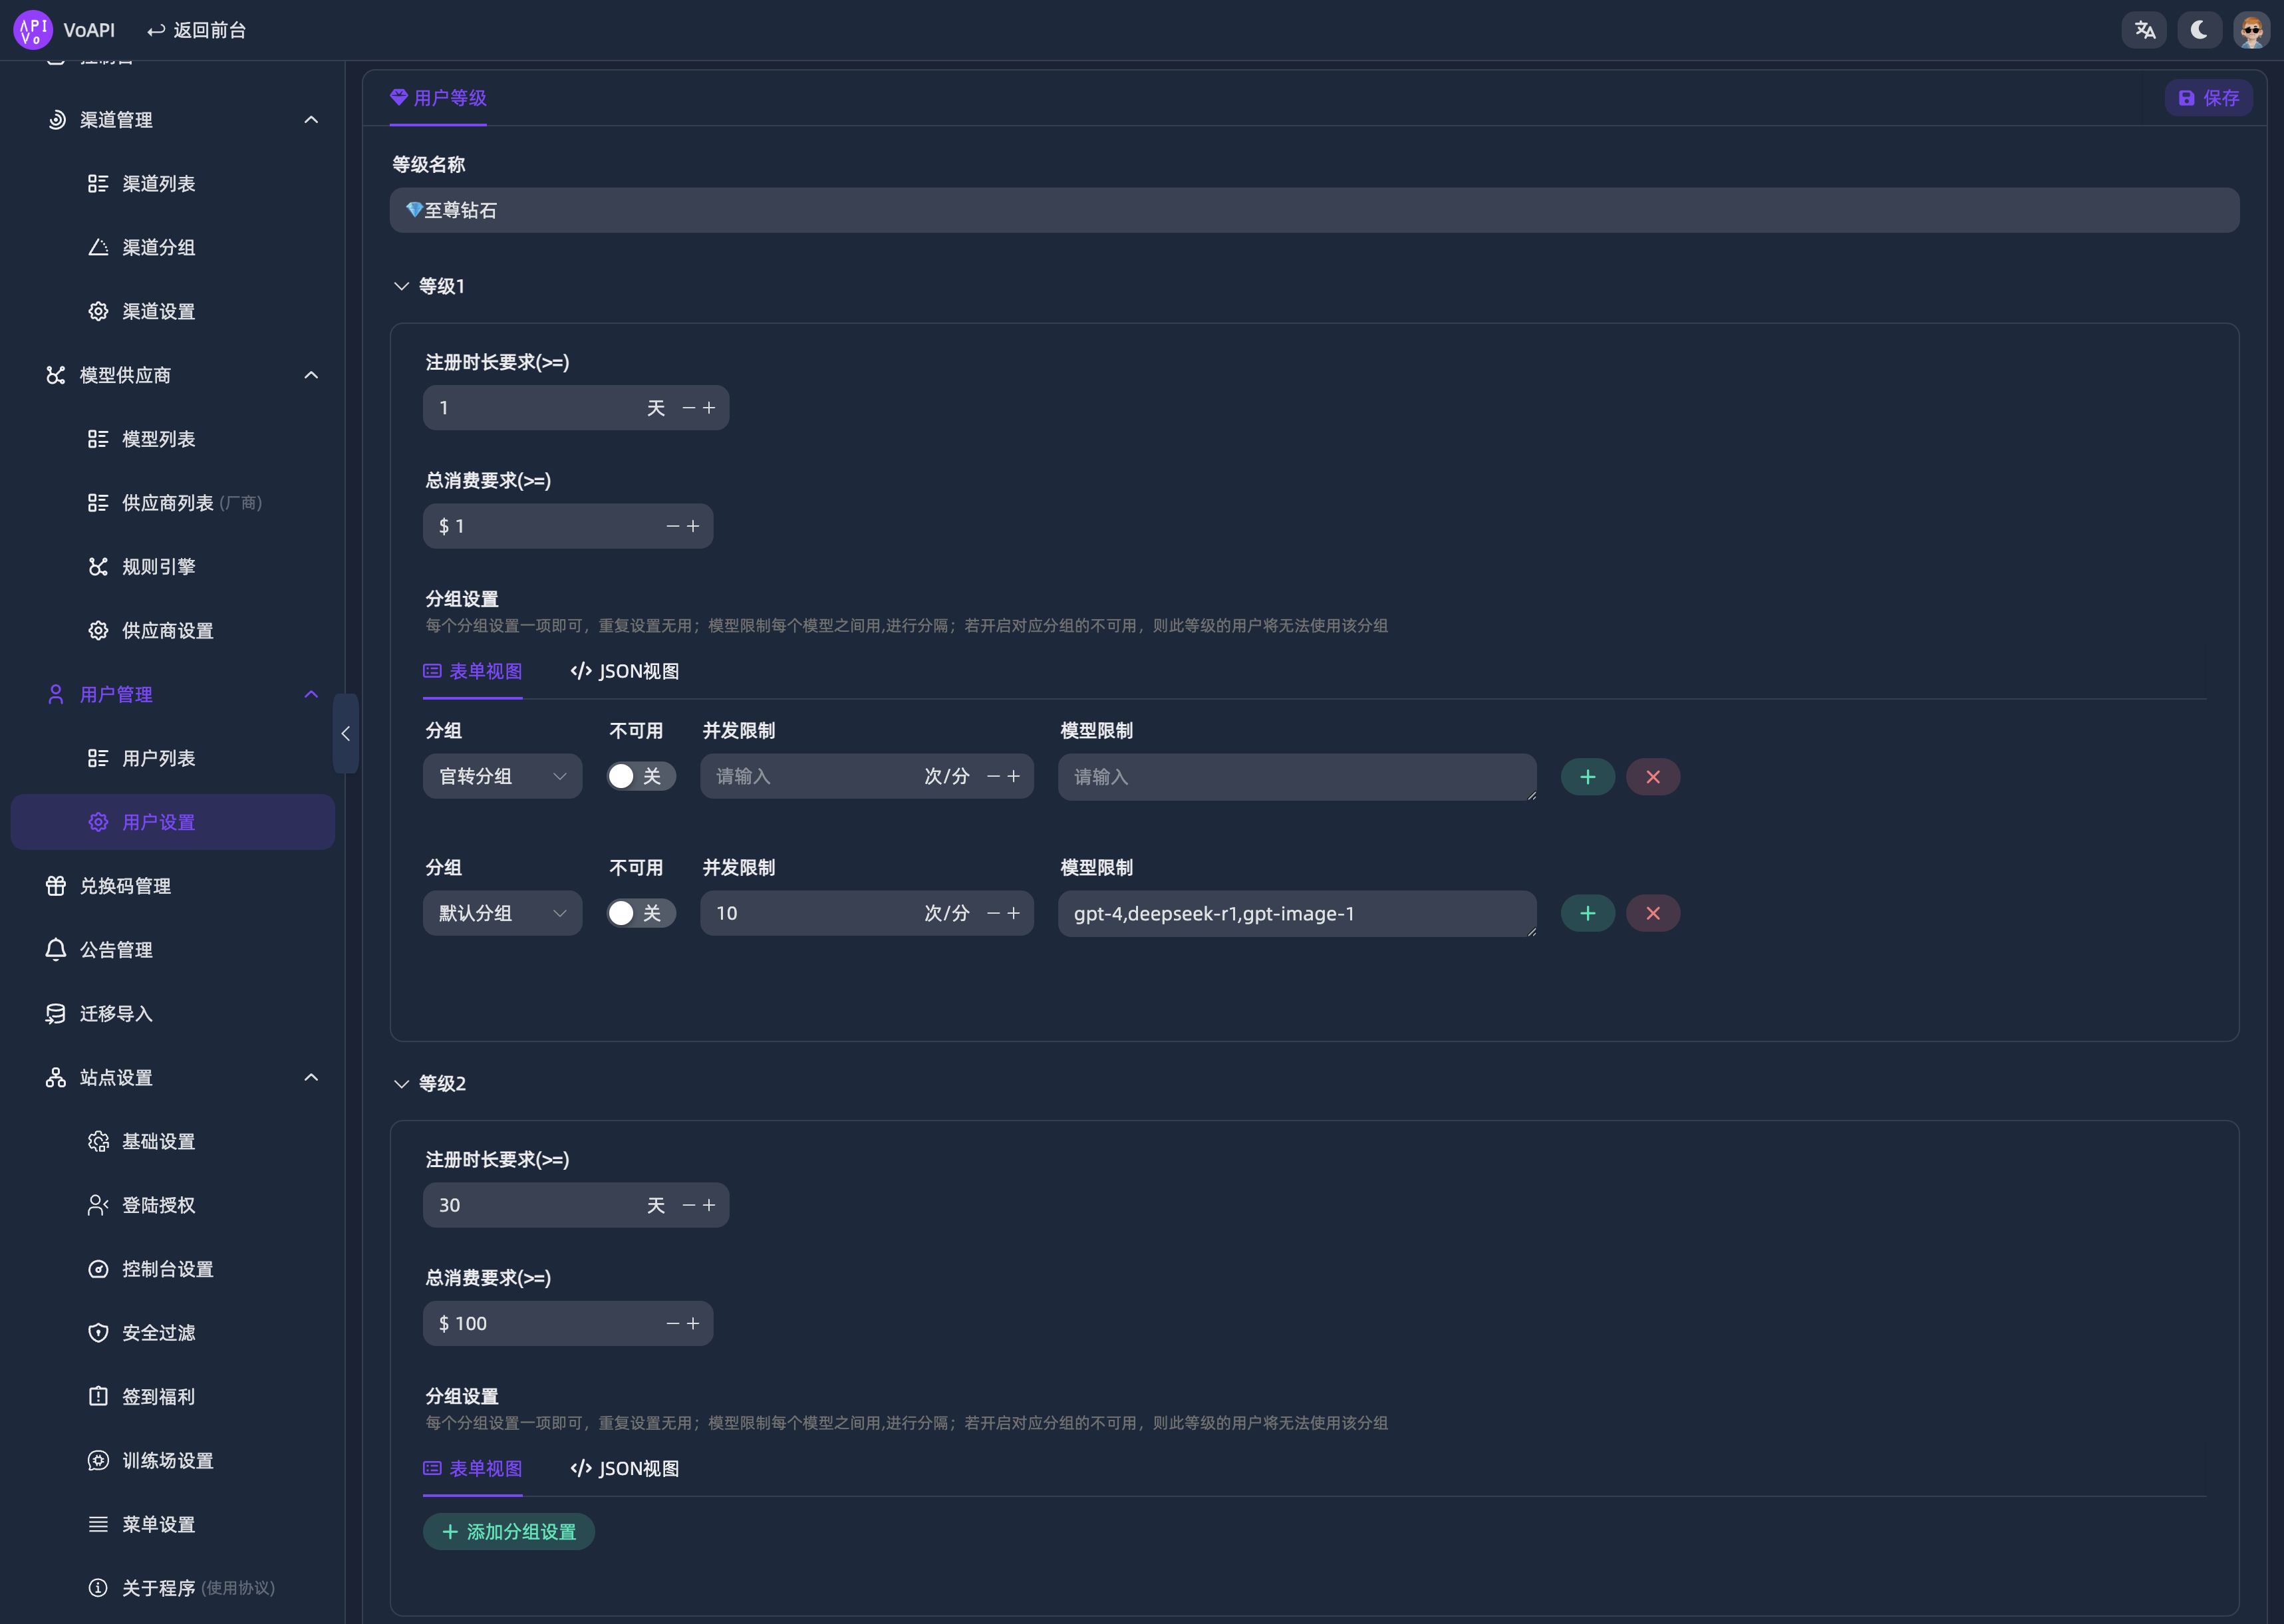 API
Vo
VoAPI
返回前台
控制台
渠道管理
渠道列表
渠道分组
渠道设置
模型供应商
模型列表
供应商列表 (厂商)
规则引擎
供应商设置
用户管理
用户列表
用户设置
兑换码管理
公告管理
迁移导入
站点设置
基础设置
登陆授权
控制台设置
安全过滤
签到福利
训练场设置
菜单设置
关于程序 (使用协议)
用户等级
保存
等级名称
💎至尊钻石
等级1
注册时长要求(>=)
1 天
总消费要求(>=)
$ 1
分组设置
每个分组设置一项即可，重复设置无用；模型限制每个模型之间用,进行分隔；若开启对应分组的不可用，则此等级的用户将无法使用该分组
表单视图 JSON视图
分组 不可用 并发限制 模型限制
官转分组 关 请输入 次/分 请输入
分组 不可用 并发限制 模型限制
默认分组 关 10 次/分 gpt-4,deepseek-r1,gpt-image-1
等级2
注册时长要求(>=)
30 天
总消费要求(>=)
$ 100
分组设置
每个分组设置一项即可，重复设置无用；模型限制每个模型之间用,进行分隔；若开启对应分组的不可用，则此等级的用户将无法使用该分组
表单视图 JSON视图
添加分组设置